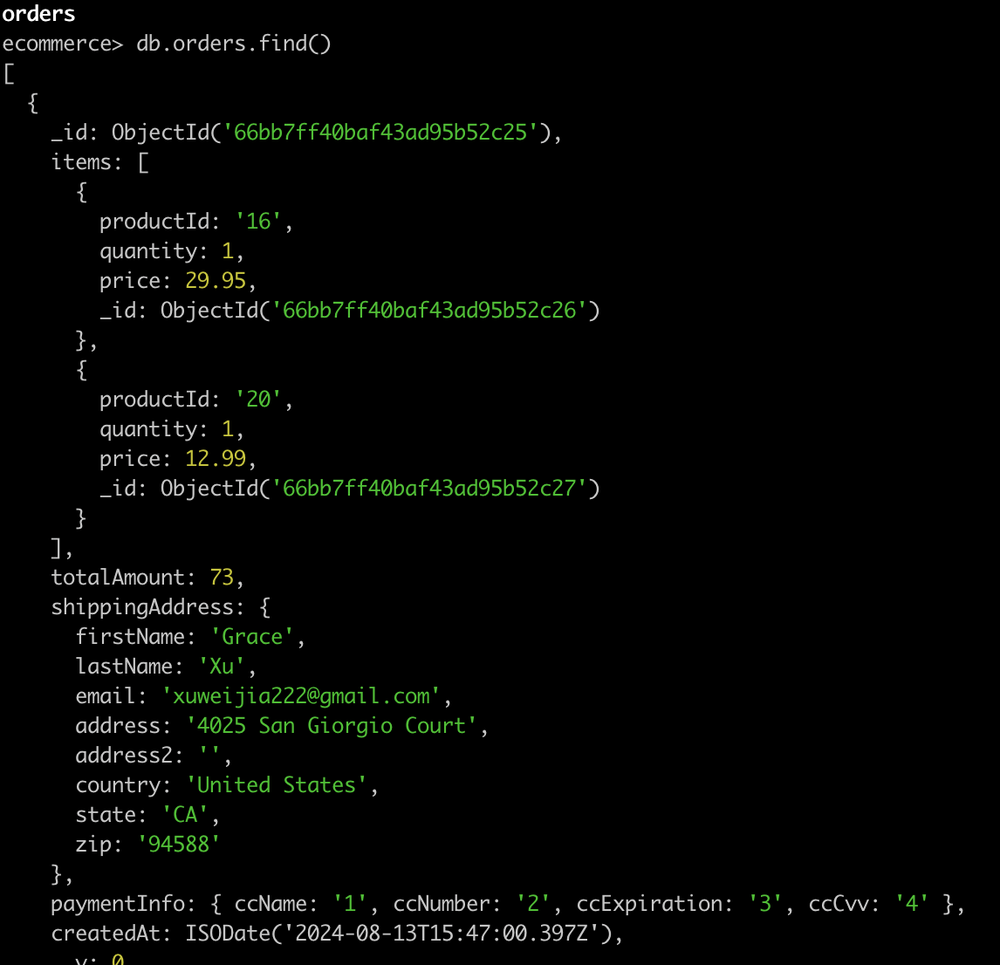 orders
ecommerce> db.orders.find()
[
  {
    _id: ObjectId('66bb7ff40baf43ad95b52c25'),
    items: [
      {
        productId: '16',
        quantity: 1,
        price: 29.95,
        _id: ObjectId('66bb7ff40baf43ad95b52c26')
      },
      {
        productId: '20',
        quantity: 1,
        price: 12.99,
        _id: ObjectId('66bb7ff40baf43ad95b52c27')
      }
    ],
    totalAmount: 73,
    shippingAddress: {
      firstName: 'Grace',
      lastName: 'Xu',
      email: 'xuweijia222@gmail.com',
      address: '4025 San Giorgio Court',
      address2: '',
      country: 'United States',
      state: 'CA',
      zip: '94588'
    },
    paymentInfo: { ccName: '1', ccNumber: '2', ccExpiration: '3', ccCvv: '4' },
    createdAt: ISODate('2024-08-13T15:47:00.397Z'),
    __v: 0